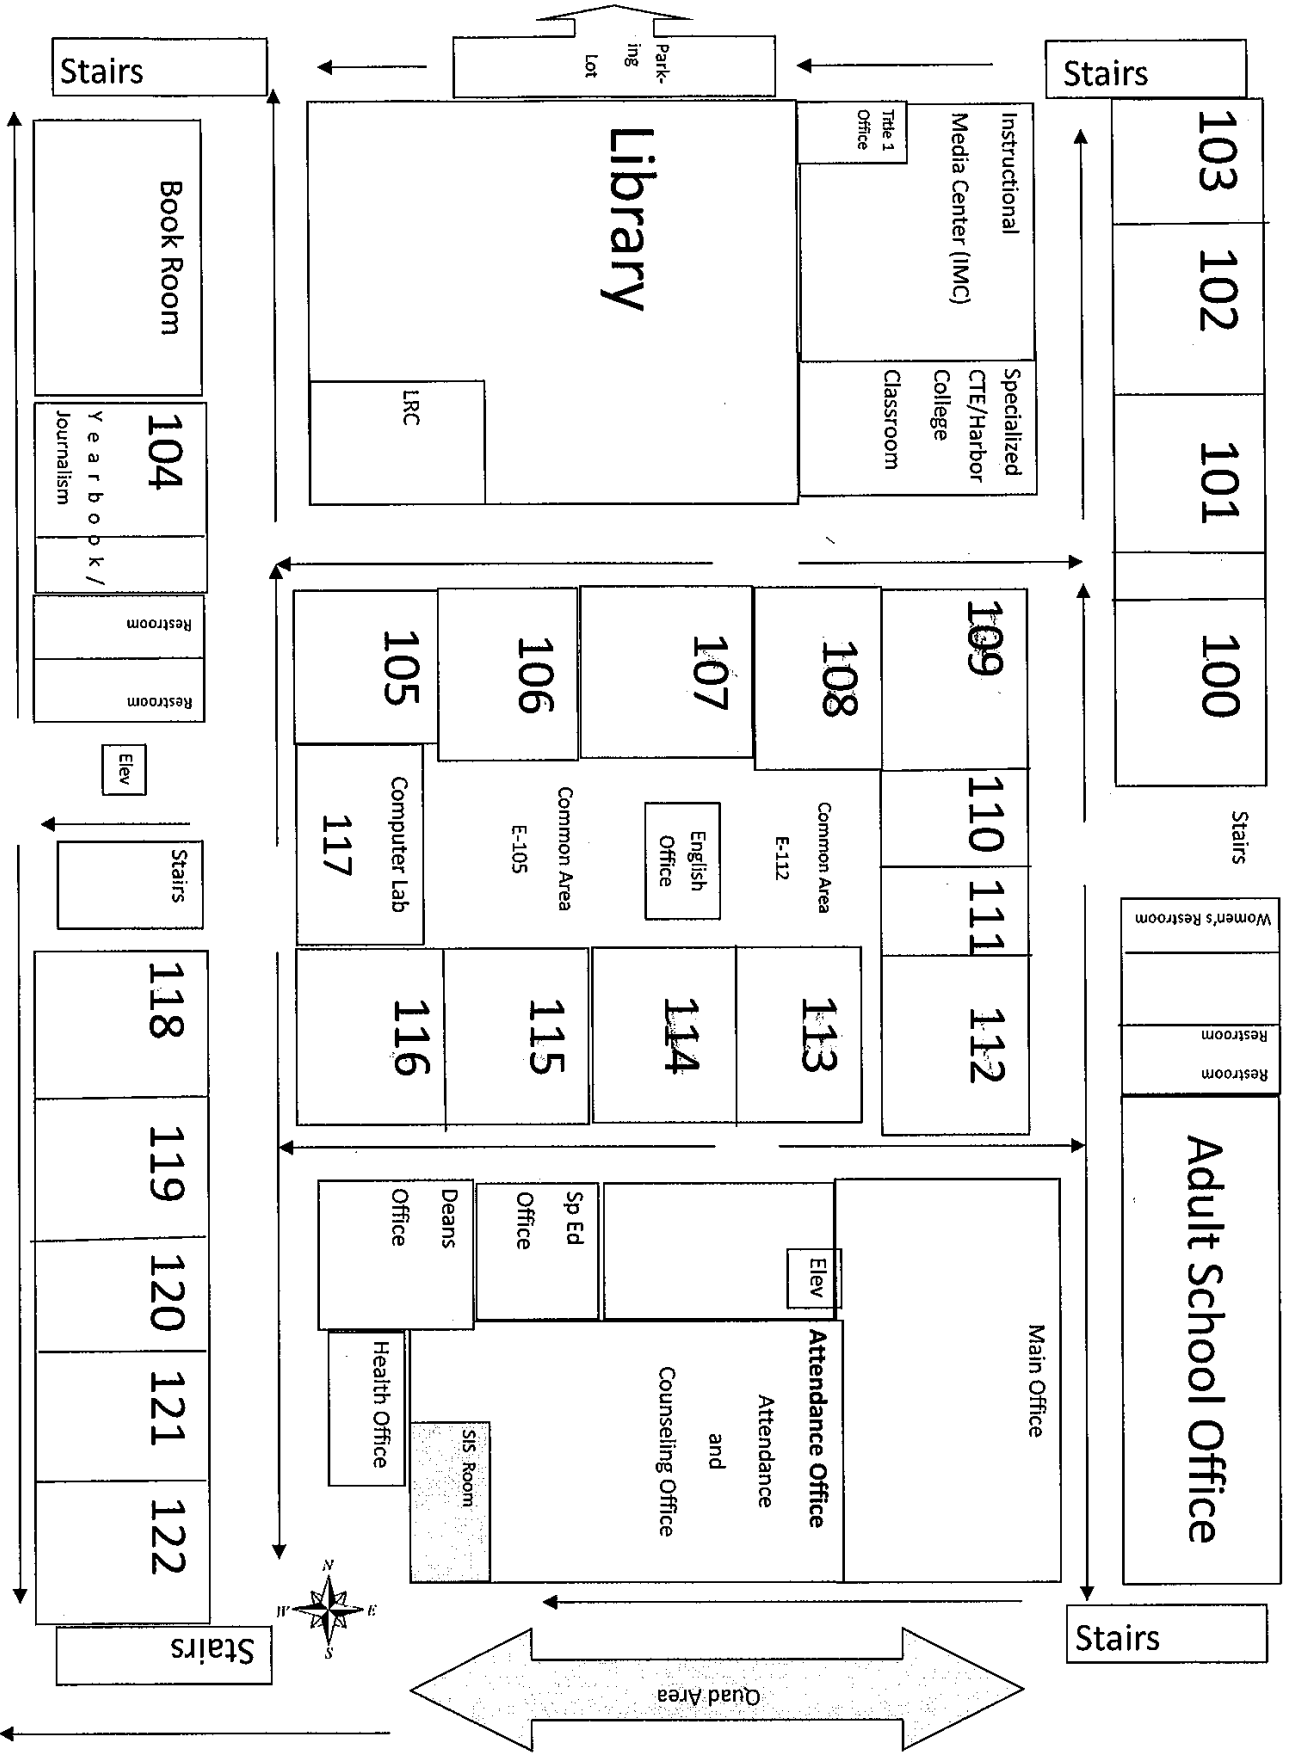 Stairs
Park-
ing
Lot
Stairs
103
102
101
100
Stairs
Women's Restroom
Restroom
Restroom
Adult School Office
Stairs
Instructional
Media Center (IMC)
Title 1
Office
Specialized
CTE/Harbor
College
Classroom
Library
LRC
Book Room
104
Yearbook/
Journalism
Restroom
Restroom
Elev
Stairs
109
108
107
106
105
110
111
112
Common Area
E-112
English
Office
Common Area
E-105
Computer Lab
117
113
114
115
116
118
119
120
121
122
Stairs
Main Office
Elev
Attendance Office
Attendance
and
Counseling Office
Sp Ed
Office
Deans
Office
Health Office
SIS Room
N
W E
S
Quad Area